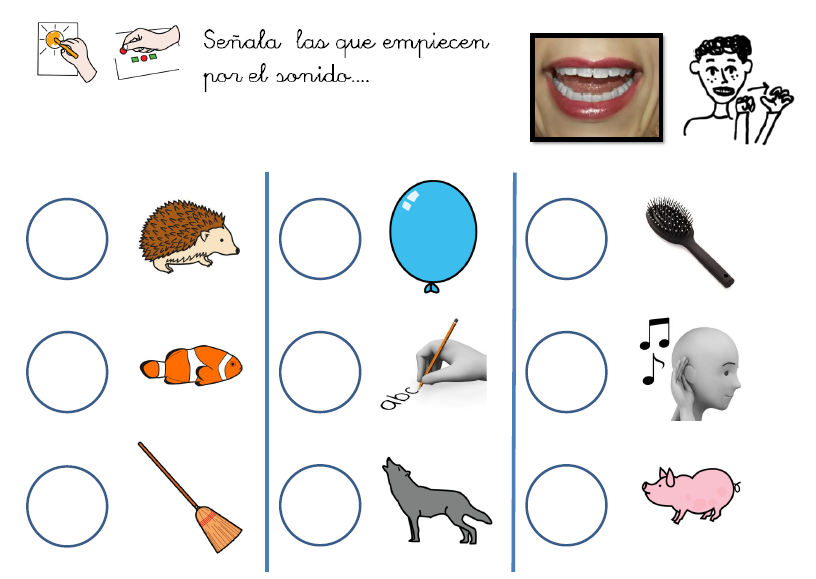 Señala las que empiecen
por el sonido....
abc